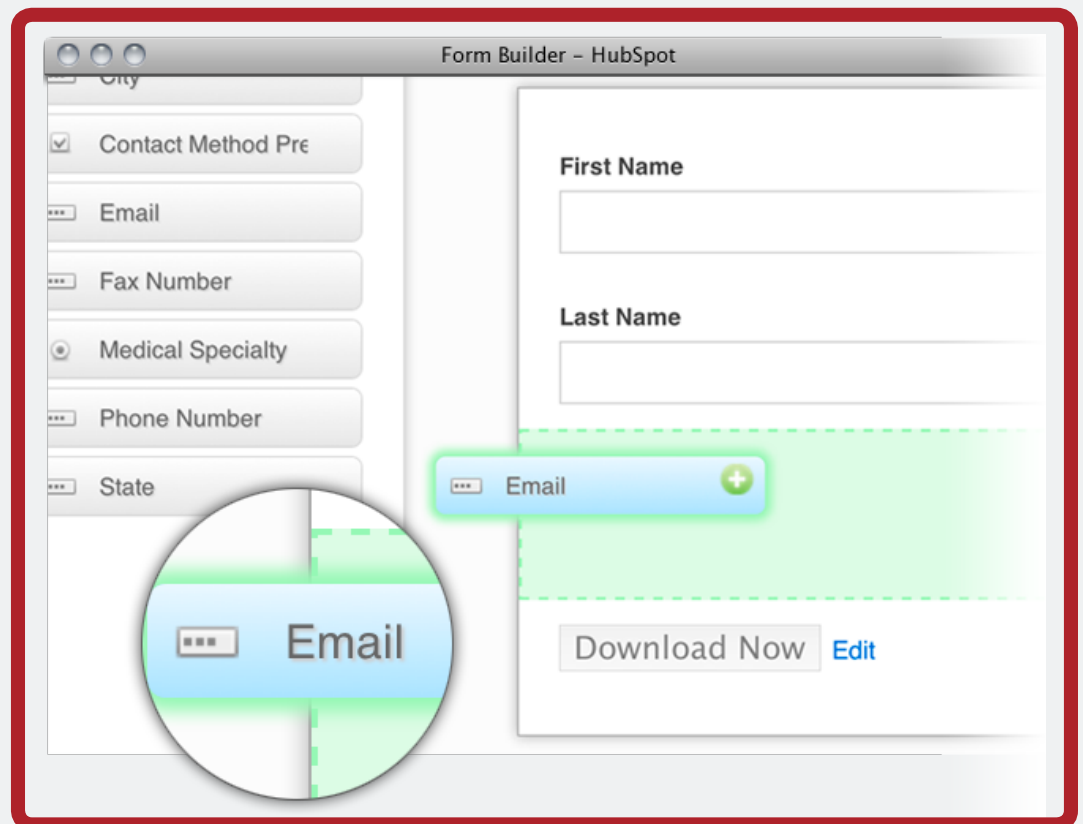 Form Builder – HubSpot
City
Contact Method Pre
Email
Fax Number
Medical Specialty
Phone Number
State
First Name
Last Name
Email
Download Now Edit
Email